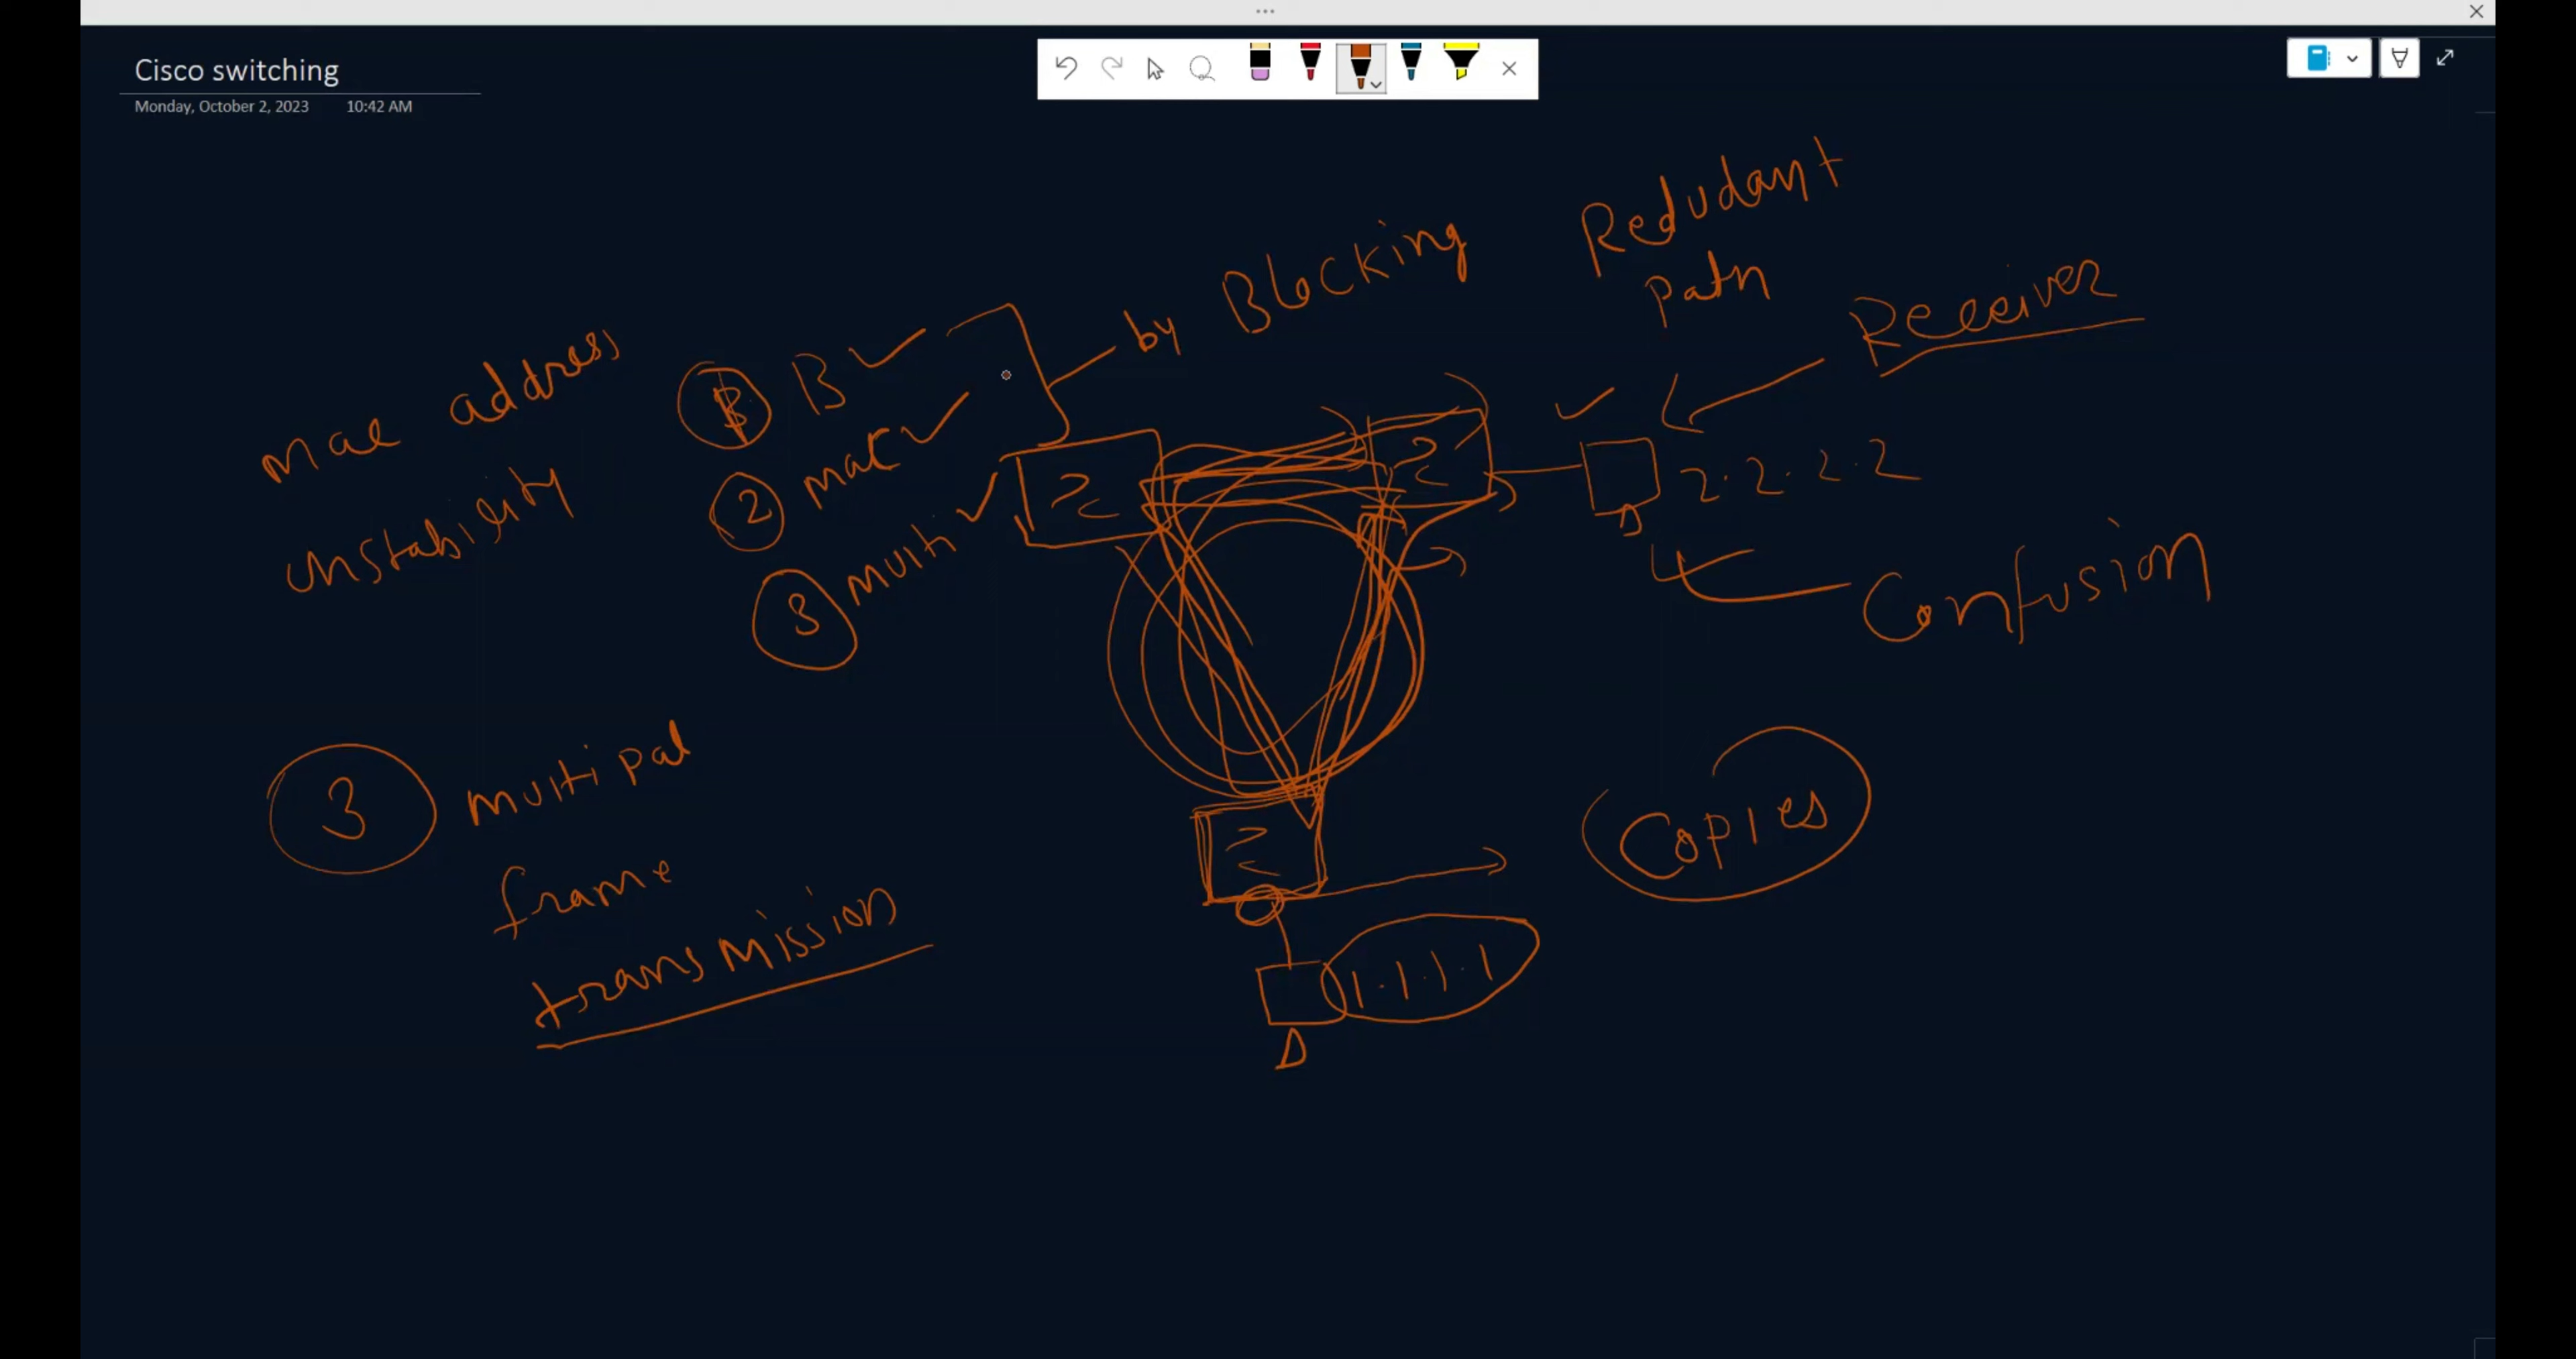 Cisco switching
Monday, October 2, 2023 10:42 AM
Redudant
path
by Blocking
Receiver
B
mac
multi
2
3
mac address
unstability
2.2.2.2
Confusion
3
multipal
frame
transmission
Copies
1.1.1.1